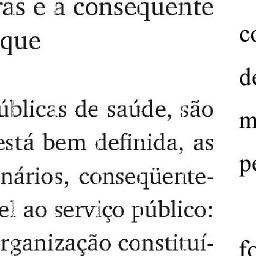 ras e a conseqüente
que
úblicas de saúde, são
está bem definida, as
nários, conseqüente-
el ao serviço público:
rganização constituí-
co
de
m
pe
fo